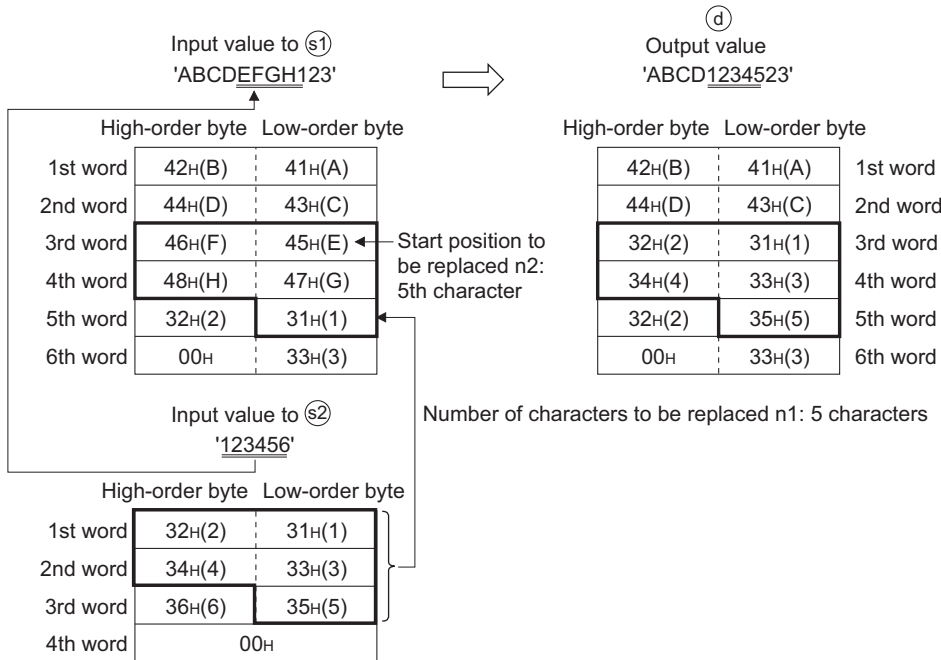 Input value to s1
'ABCDEFGH123'
d
Output value
'ABCD1234523'
High-order byte Low-order byte
1st word 42H(B) 41H(A)
2nd word 44H(D) 43H(C)
3rd word 46H(F) 45H(E)
4th word 48H(H) 47H(G)
5th word 32H(2) 31H(1)
6th word 00H 33H(3)
Start position to
be replaced n2:
5th character
High-order byte Low-order byte
42H(B) 41H(A) 1st word
44H(D) 43H(C) 2nd word
32H(2) 31H(1) 3rd word
34H(4) 33H(3) 4th word
32H(2) 35H(5) 5th word
00H 33H(3) 6th word
Input value to s2
'123456'
Number of characters to be replaced n1: 5 characters
High-order byte Low-order byte
1st word 32H(2) 31H(1)
2nd word 34H(4) 33H(3)
3rd word 36H(6) 35H(5)
4th word 00H